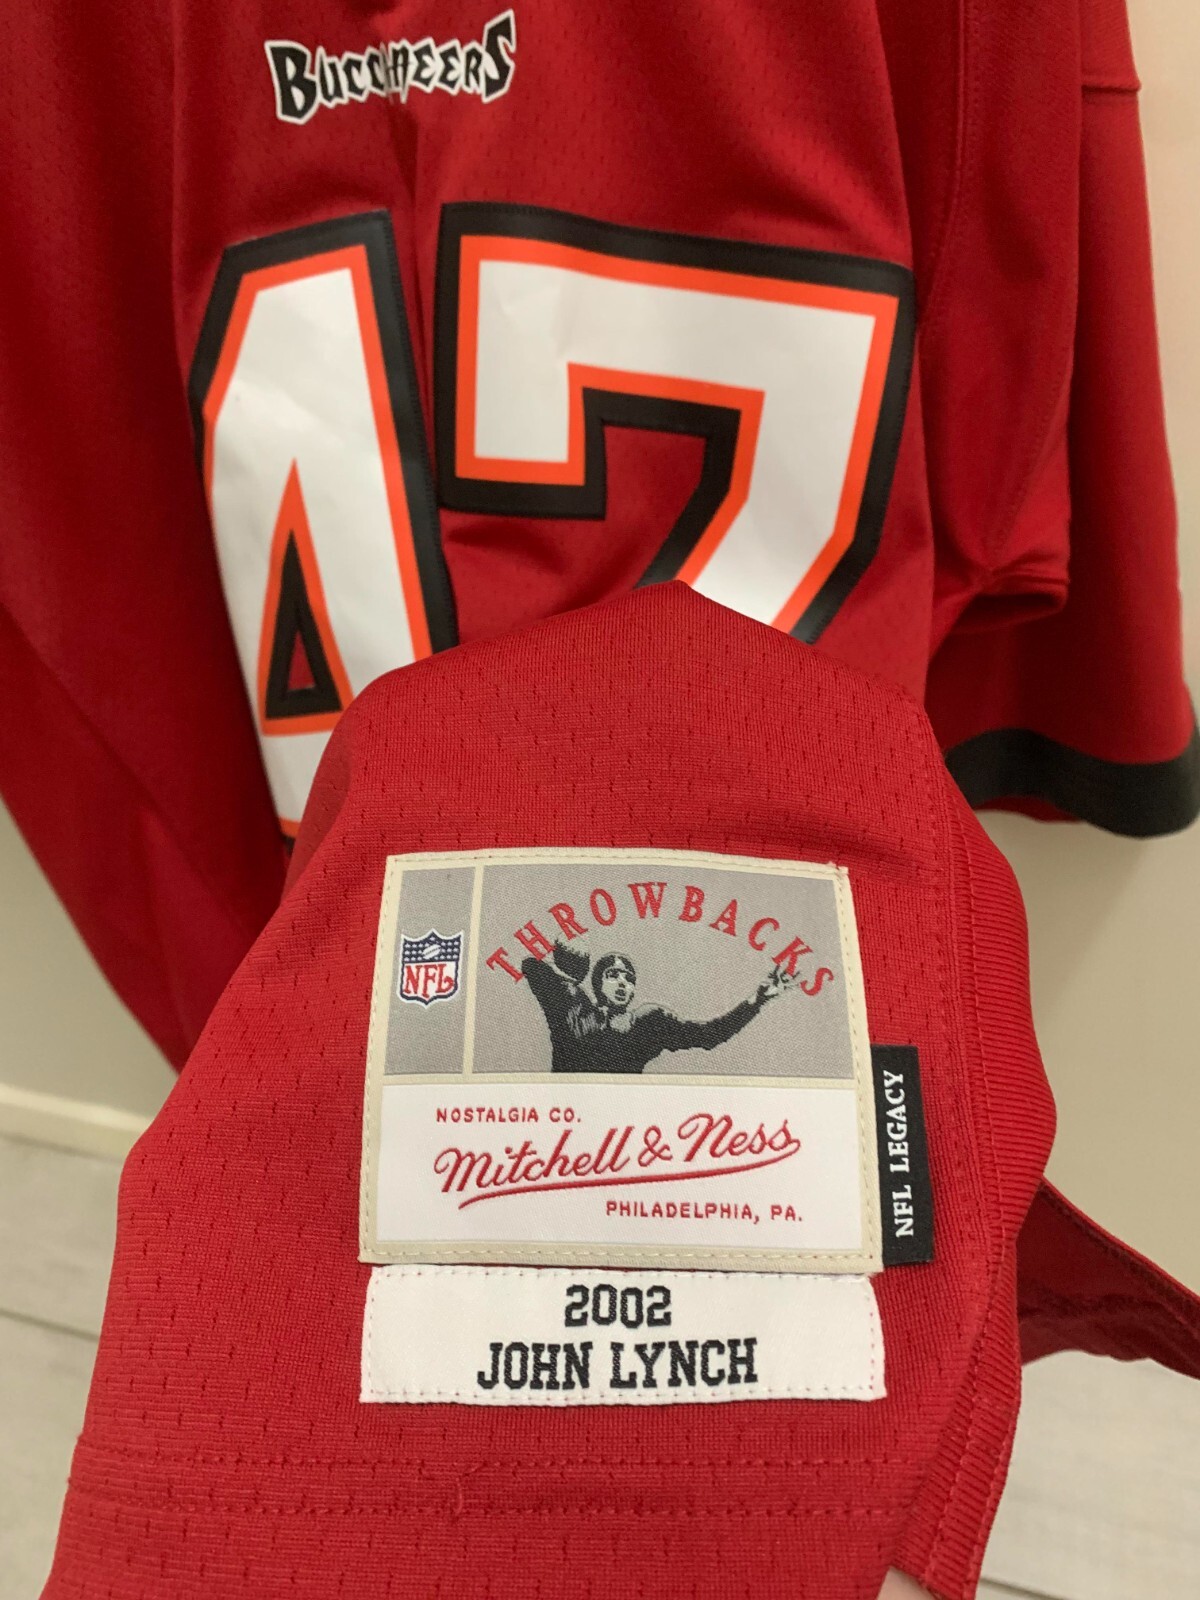 BUCCANEERS
47
THROWBACKS
NFL
NOSTALGIA CO.
Mitchell & Ness
PHILADELPHIA, PA.
NFL LEGACY
2002
JOHN LYNCH